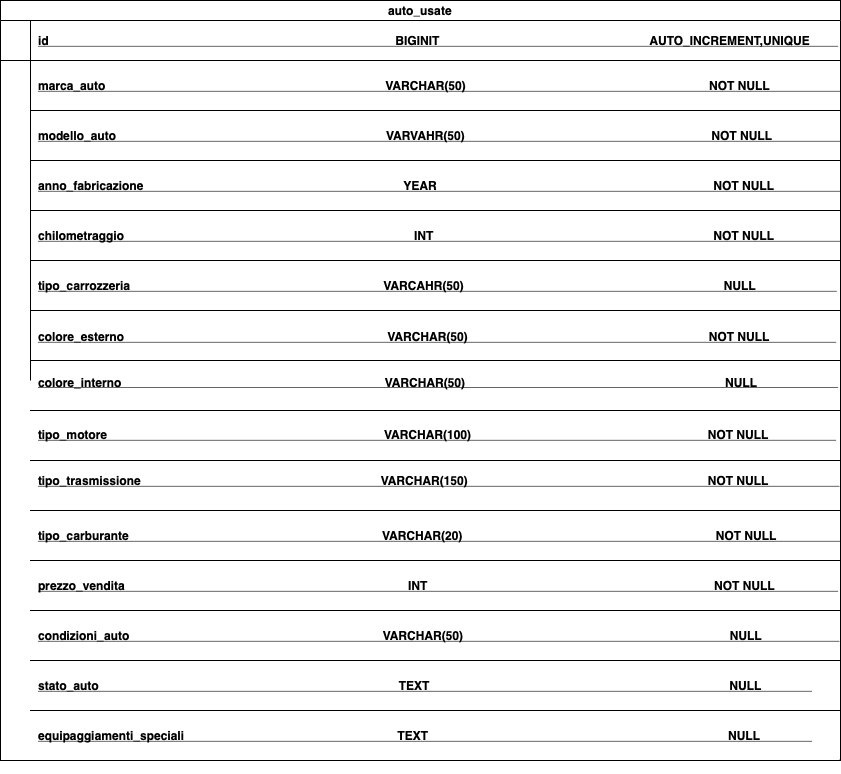 auto_usate
id BIGINIT AUTO_INCREMENT,UNIQUE
marca_auto VARCHAR(50) NOT NULL
modello_auto VARVAHR(50) NOT NULL
anno_fabricazione YEAR NOT NULL
chilometraggio INT NOT NULL
tipo_carrozzeria VARCAHR(50) NULL
colore_esterno VARCHAR(50) NOT NULL
colore_interno VARCHAR(50) NULL
tipo_motore VARCHAR(100) NOT NULL
tipo_trasmissione VARCHAR(150) NOT NULL
tipo_carburante VARCHAR(20) NOT NULL
prezzo_vendita INT NOT NULL
condizioni_auto VARCHAR(50) NULL
stato_auto TEXT NULL
equipaggiamenti_speciali TEXT NULL